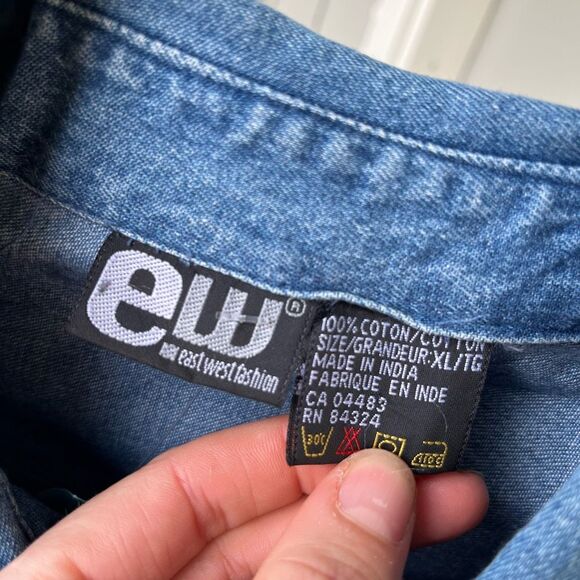 ew®
east west fashion
100% COTON/COTTON
SIZE/GRANDEUR:XL/TG
MADE IN INDIA
FABRIQUE EN INDE
CA 04483
RN 84324
30°C